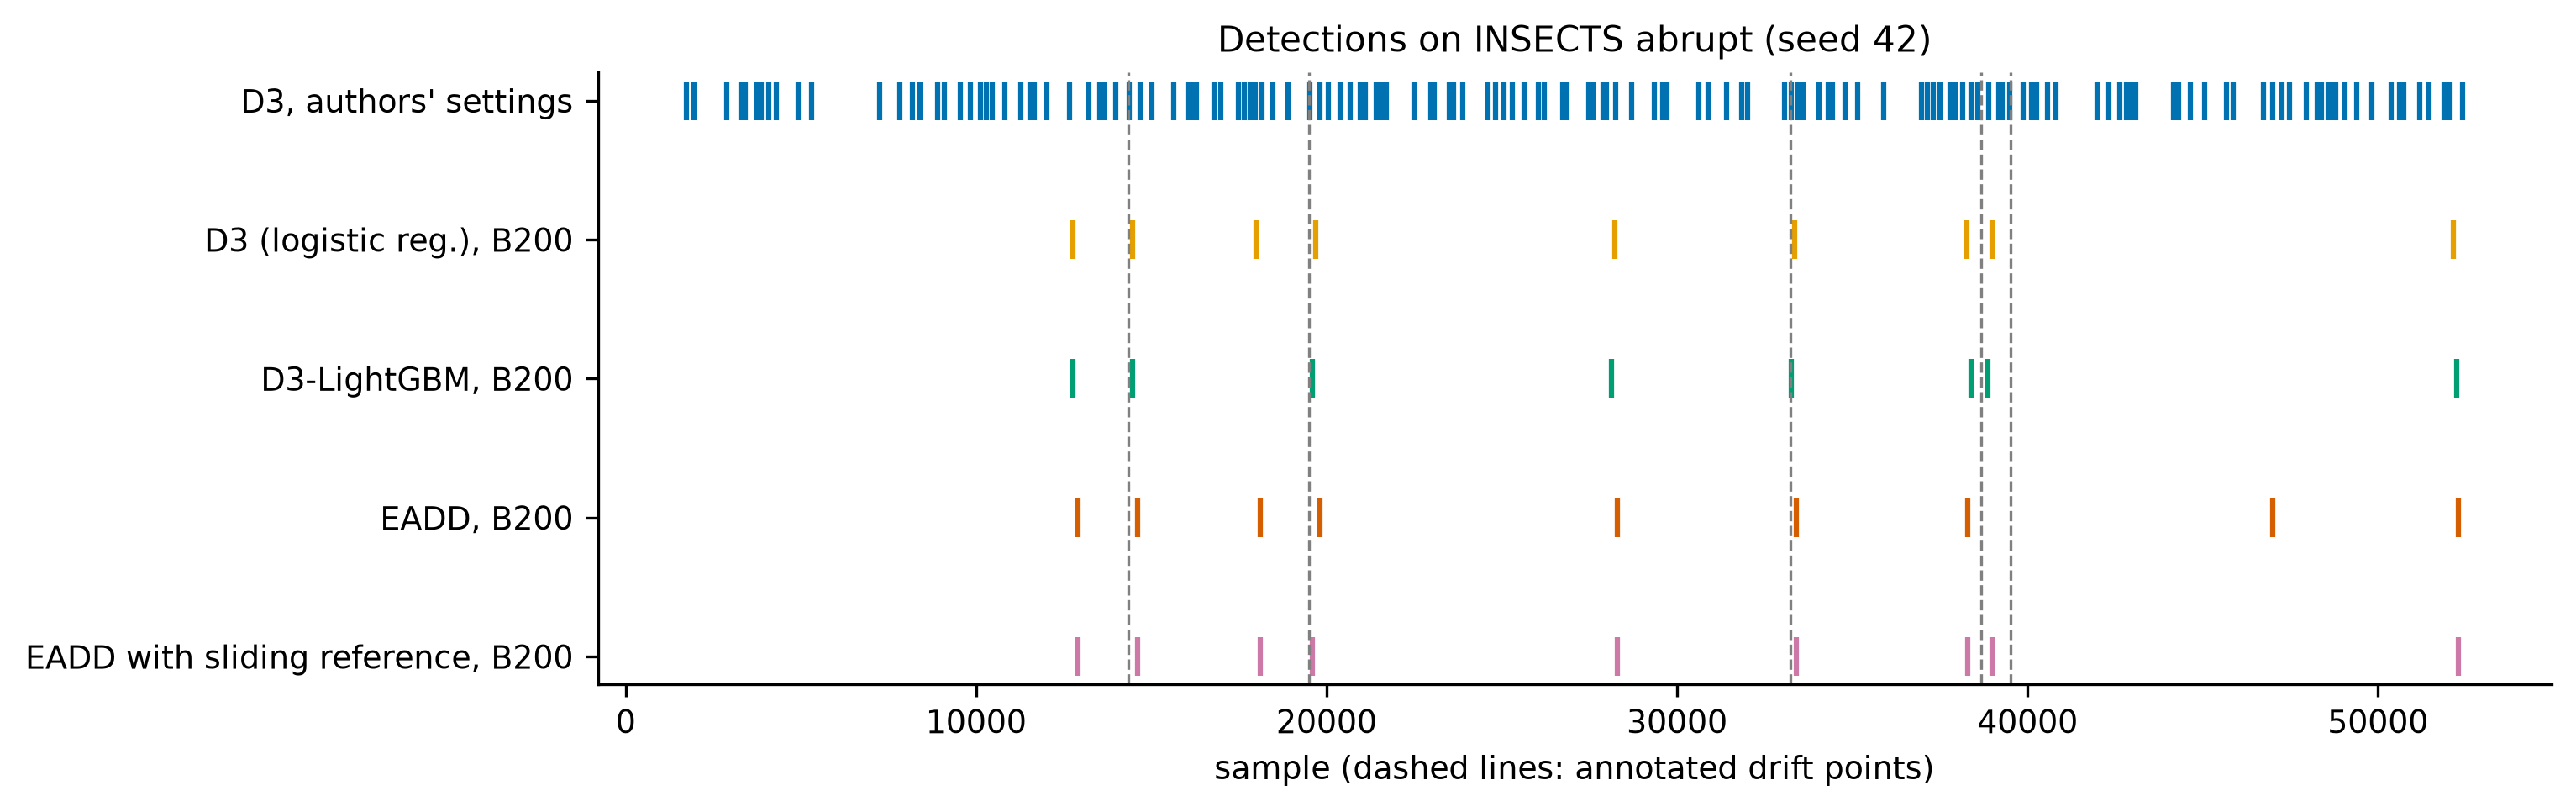 Detections on INSECTS abrupt (seed 42)
D3, authors' settings
D3 (logistic reg.), B200
D3-LightGBM, B200
EADD, B200
EADD with sliding reference, B200
0 10000 20000 30000 40000 50000
sample (dashed lines: annotated drift points)